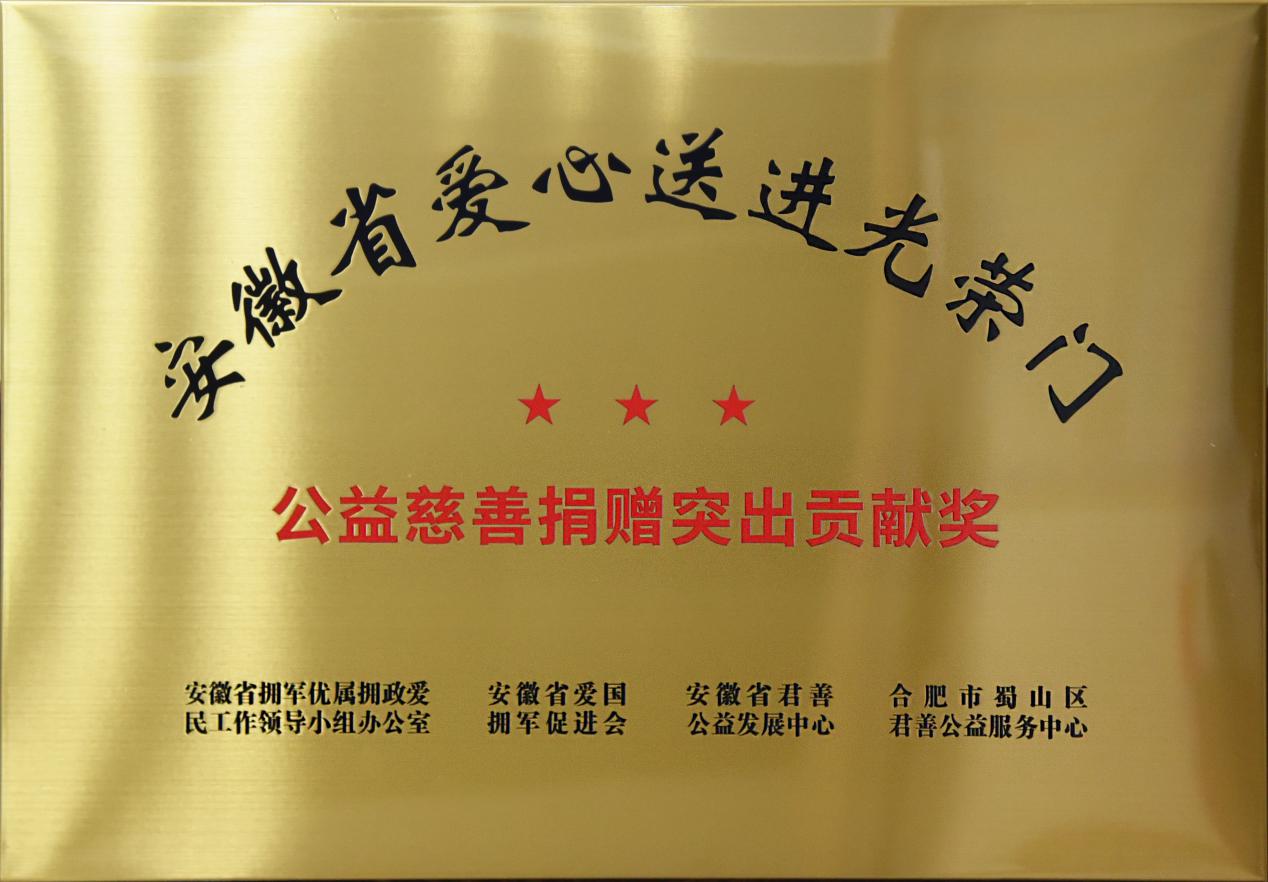 安徽省爱心送进光荣门
★ ★ ★
公益慈善捐赠突出贡献奖
安徽省拥军优属拥政爱
民工作领导小组办公室
安徽省爱国
拥军促进会
安徽省君善
公益发展中心
合肥市蜀山区
君善公益服务中心